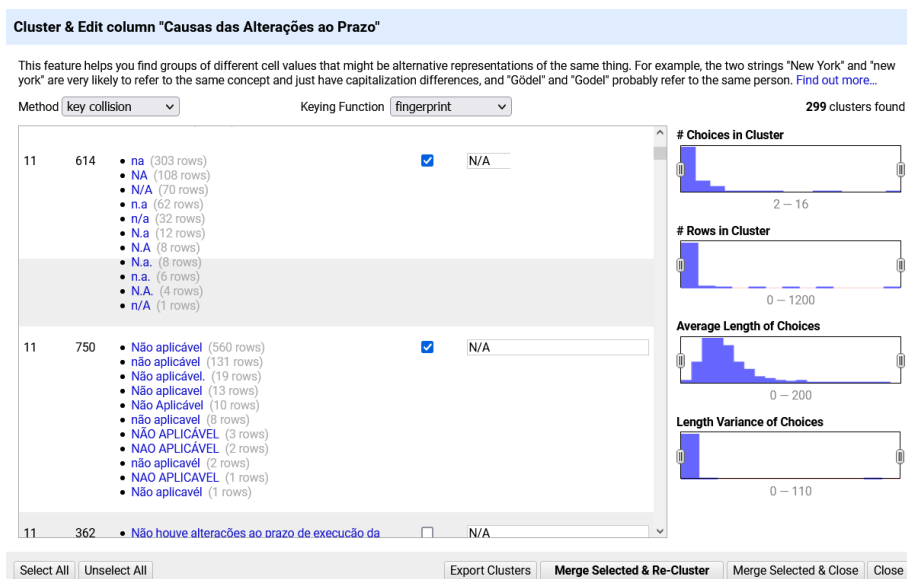 Cluster & Edit column "Causas das Alterações ao Prazo"
This feature helps you find groups of different cell values that might be alternative representations of the same thing. For example, the two strings "New York" and "new
york" are very likely to refer to the same concept and just have capitalization differences, and "Gödel" and "Godel" probably refer to the same person. Find out more...
Method key collision Keying Function fingerprint 299 clusters found
11 614 • na (303 rows) N/A
• NA (108 rows)
• N/A (70 rows)
• n.a (62 rows)
• n/a (32 rows)
• N.a (12 rows)
• N.A (8 rows)
• N.a. (8 rows)
• n.a. (6 rows)
• N.A. (4 rows)
• n/A (1 rows)
11 750 • Não aplicável (560 rows) N/A
• não aplicável (131 rows)
• Não aplicável. (19 rows)
• Não aplicavel (13 rows)
• Não Aplicável (10 rows)
• não aplicavel (8 rows)
• NÃO APLICÁVEL (3 rows)
• NAO APLICÁVEL (2 rows)
• não aplicavél (2 rows)
• NAO APLICAVEL (1 rows)
• Não aplicavél (1 rows)
11 362 • Não houve alterações ao prazo de execução da N/A
# Choices in Cluster
2 — 16
# Rows in Cluster
0 — 1200
Average Length of Choices
0 — 200
Length Variance of Choices
0 — 110
Select All Unselect All Export Clusters Merge Selected & Re-Cluster Merge Selected & Close Close